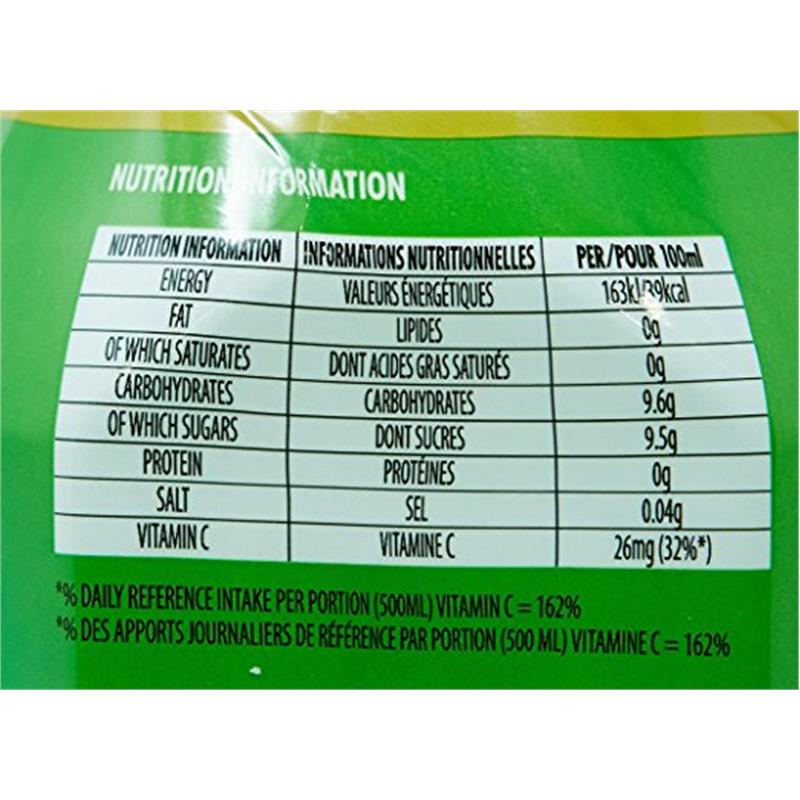 NUTRITION INFORMATION
NUTRITION INFORMATION INFORMATIONS NUTRITIONNELLES PER/POUR 100ml
ENERGY VALEURS ÉNERGÉTIQUES 163kJ/39kcal
FAT LIPIDES 0g
OF WHICH SATURATES DONT ACIDES GRAS SATURÉS 0g
CARBOHYDRATES CARBOHYDRATES 9.6g
OF WHICH SUGARS DONT SUCRES 9.5g
PROTEIN PROTÉINES 0g
SALT SEL 0.04g
VITAMIN C VITAMINE C 26mg (32%*)
*% DAILY REFERENCE INTAKE PER PORTION (500ML) VITAMIN C = 162%
*% DES APPORTS JOURNALIERS DE RÉFÉRENCE PAR PORTION (500 ML) VITAMINE C = 162%